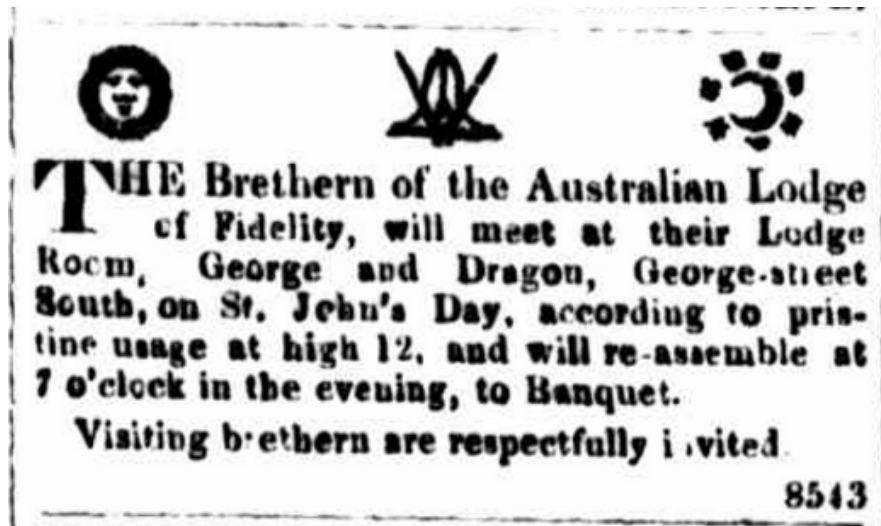 THE Brethern of the Australian Lodge
of Fidelity, will meet at their Lodge
Room, George and Dragon, George-street
South, on St. John's Day, according to pris-
tine usage at high 12, and will re-assemble at
7 o'clock in the evening, to Banquet.
Visiting brethern are respectfully invited.
8543